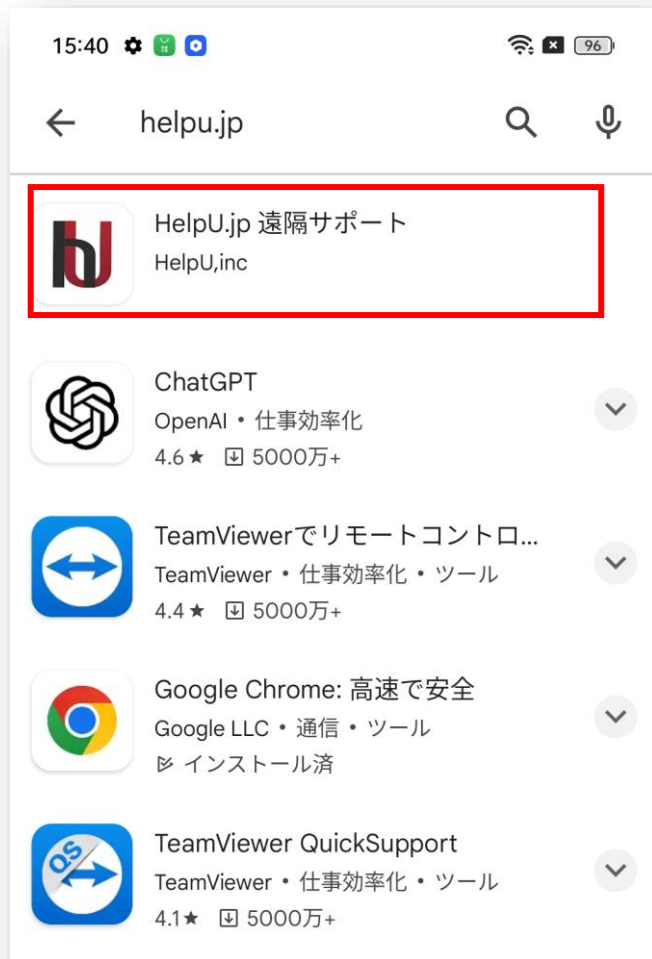 15:40
96
helpu.jp
HelpU.jp 遠隔サポート
HelpU,inc
ChatGPT
OpenAI • 仕事効率化
4.6★ 5000万+
TeamViewerでリモートコントロ...
TeamViewer • 仕事効率化 • ツール
4.4★ 5000万+
Google Chrome: 高速で安全
Google LLC • 通信 • ツール
インストール済
QS
TeamViewer QuickSupport
TeamViewer • 仕事効率化 • ツール
4.1★ 5000万+